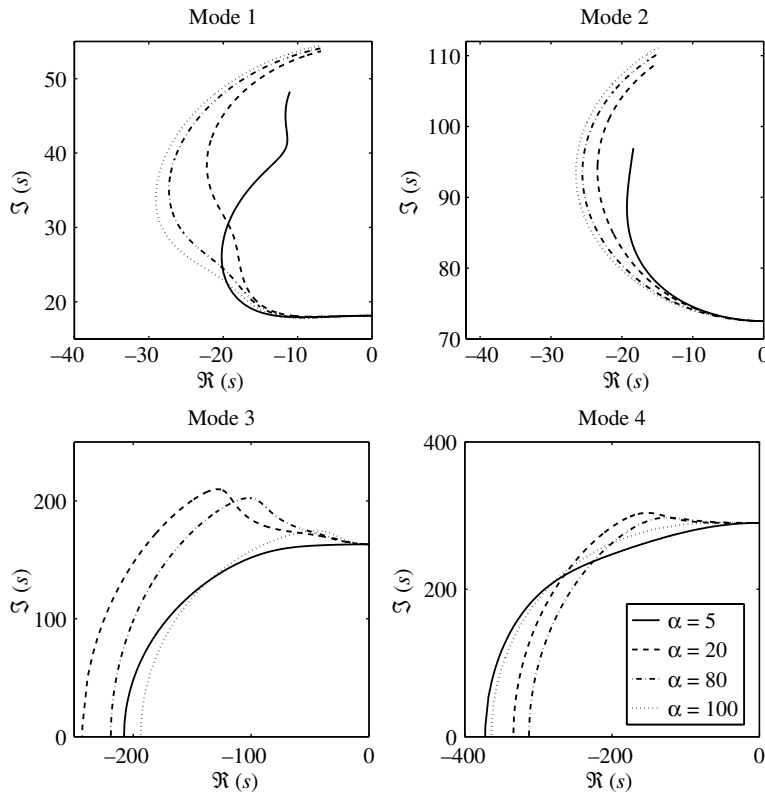 Mode 1
50
40
30
20
ℑ (s)
−40
−30
−20
−10
0
ℜ (s)
Mode 2
110
100
90
80
70
ℑ (s)
−40
−30
−20
−10
0
ℜ (s)
Mode 3
200
100
0
ℑ (s)
−200
−100
0
ℜ (s)
Mode 4
400
200
0
ℑ (s)
−400
−200
0
ℜ (s)
α = 5
α = 20
α = 80
α = 100